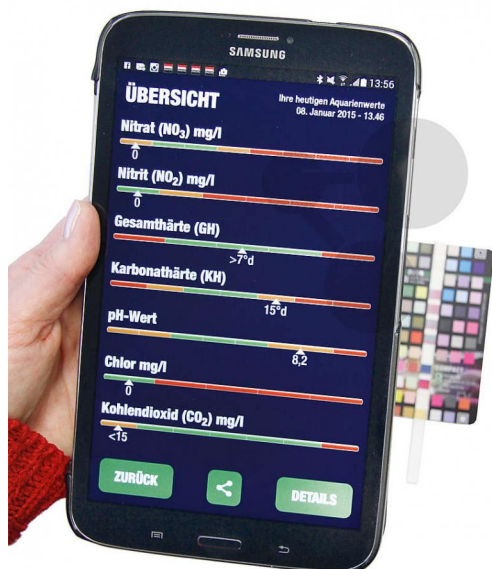 SAMSUNG
13:56
ÜBERSICHT
Ihre heutigen Aquarienwerte
08. Januar 2015 - 13.46
Nitrat (NO₃) mg/l
0
Nitrit (NO₂) mg/l
0
Gesamthärte (GH)
>7°d
Karbonathärte (KH)
15°d
pH-Wert
8,2
Chlor mg/l
0
Kohlendioxid (CO₂) mg/l
<15
ZURÜCK
DETAILS